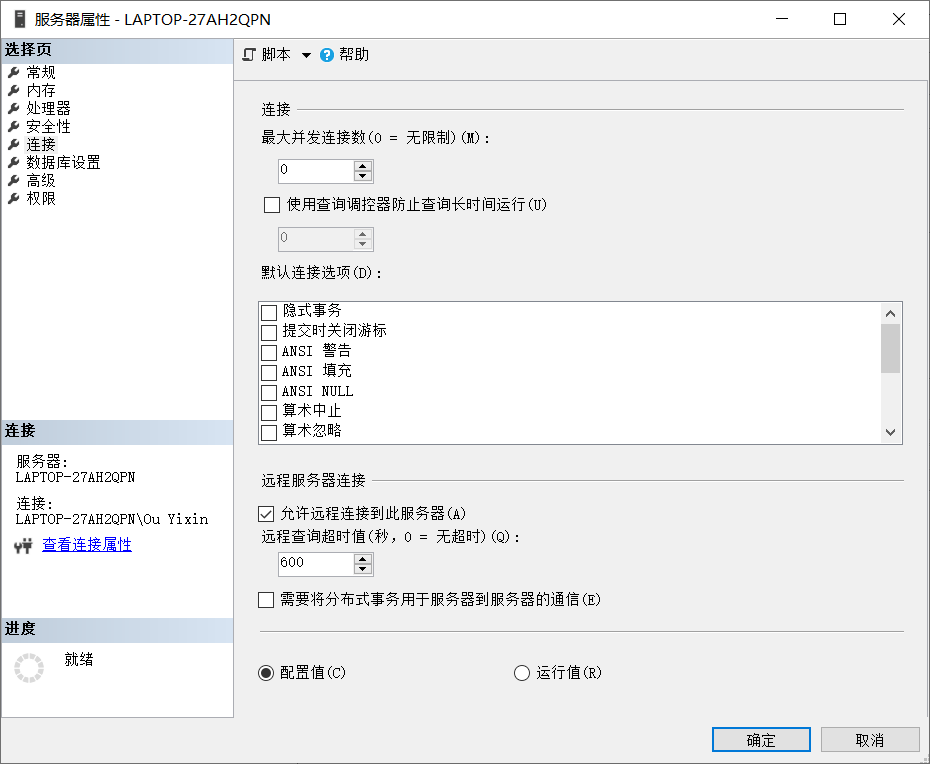 服务器属性 - LAPTOP-27AH2QPN
选择页
常规
内存
处理器
安全性
连接
数据库设置
高级
权限
连接
服务器:
LAPTOP-27AH2QPN
连接:
LAPTOP-27AH2QPN\Ou Yixin
查看连接属性
进度
就绪
脚本
帮助
连接
最大并发连接数(0 = 无限制)(M):
0
使用查询调控器防止查询长时间运行(U)
0
默认连接选项(D):
隐式事务
提交时关闭游标
ANSI 警告
ANSI 填充
ANSI NULL
算术中止
算术忽略
远程服务器连接
允许远程连接到此服务器(A)
远程查询超时值(秒，0 = 无超时)(Q):
600
需要将分布式事务用于服务器到服务器的通信(E)
配置值(C) 运行值(R)
确定 取消